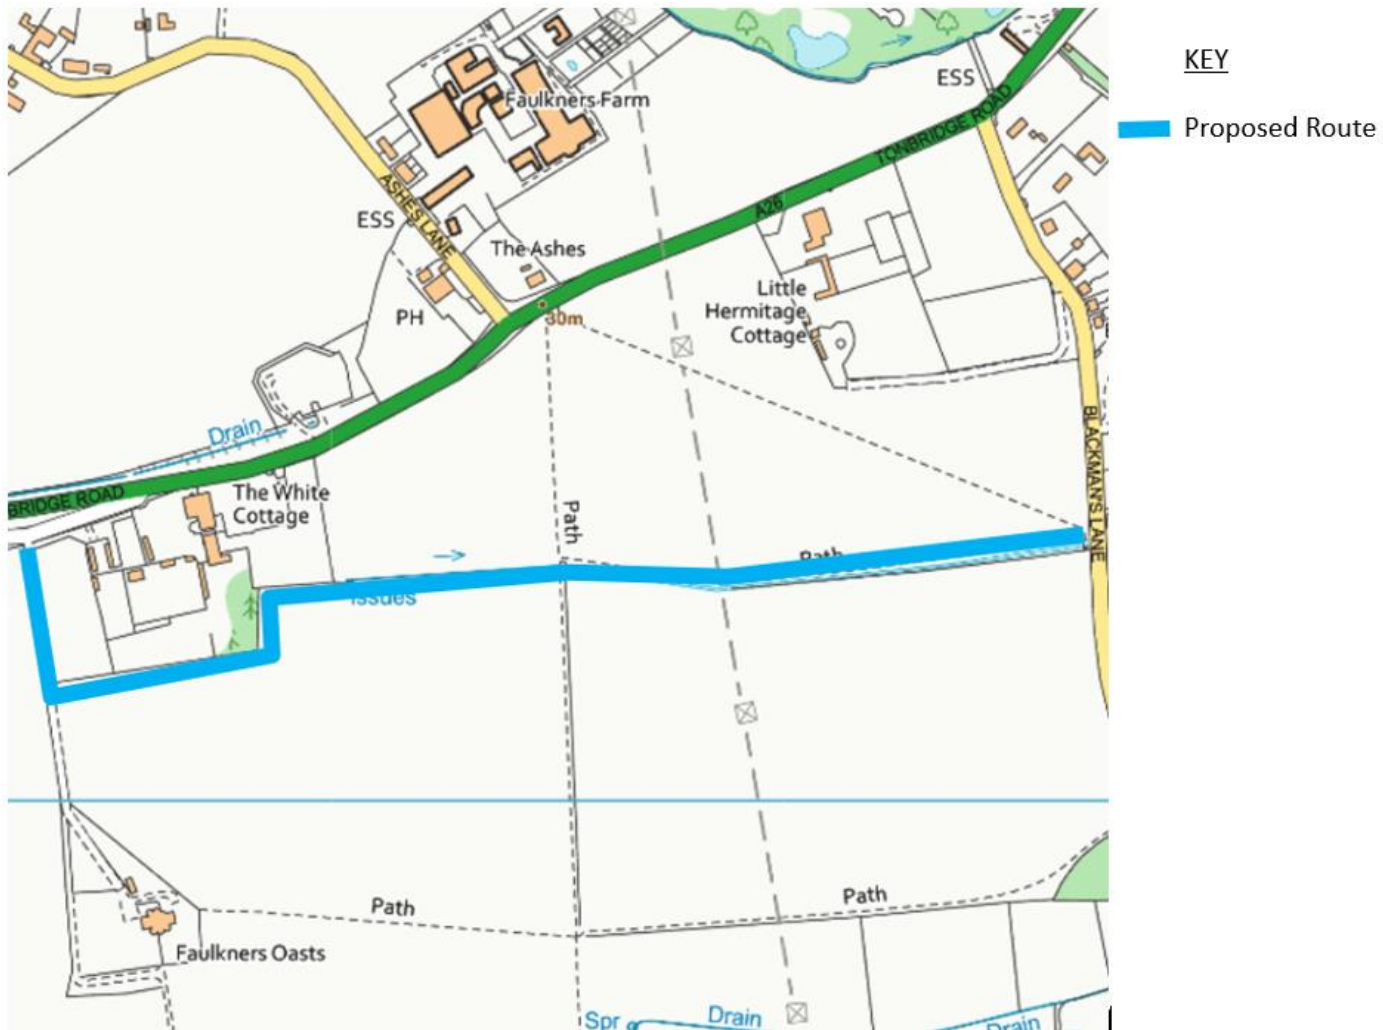 KEY
Proposed Route
ESS
Faulkners Farm
TONBRIDGE ROAD
ASHES LANE
A26
ESS
The Ashes
Little
Hermitage
Cottage
PH
30m
Drain
BRIDGE ROAD
The White
Cottage
BLACKMAN'S LANE
Path
Path
Issues
Path
Path
Faulkners Oasts
Spr
Drain
Drain